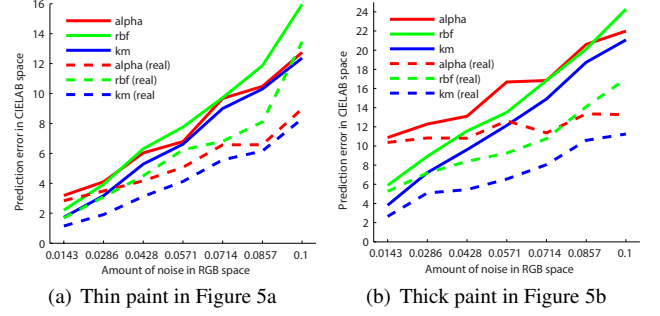 16
14
12
10
8
6
4
2
0
Prediction error in CIELAB space
alpha
rbf
km
alpha (real)
rbf (real)
km (real
0.0143 0.0286 0.0428 0.0571 0.0714 0.0857 0.1
Amount of noise in RGB space
(a) Thin paint in Figure 5a
24
22
20
18
16
14
12
10
8
6
4
2
0
Prediction error in CIELAB space
alpha
rbf
km
alpha (real)
rbf (real)
km (real
0.0143 0.0286 0.0428 0.0571 0.0714 0.0857 0.1
Amount of noise in RGB space
(b) Thick paint in Figure 5b